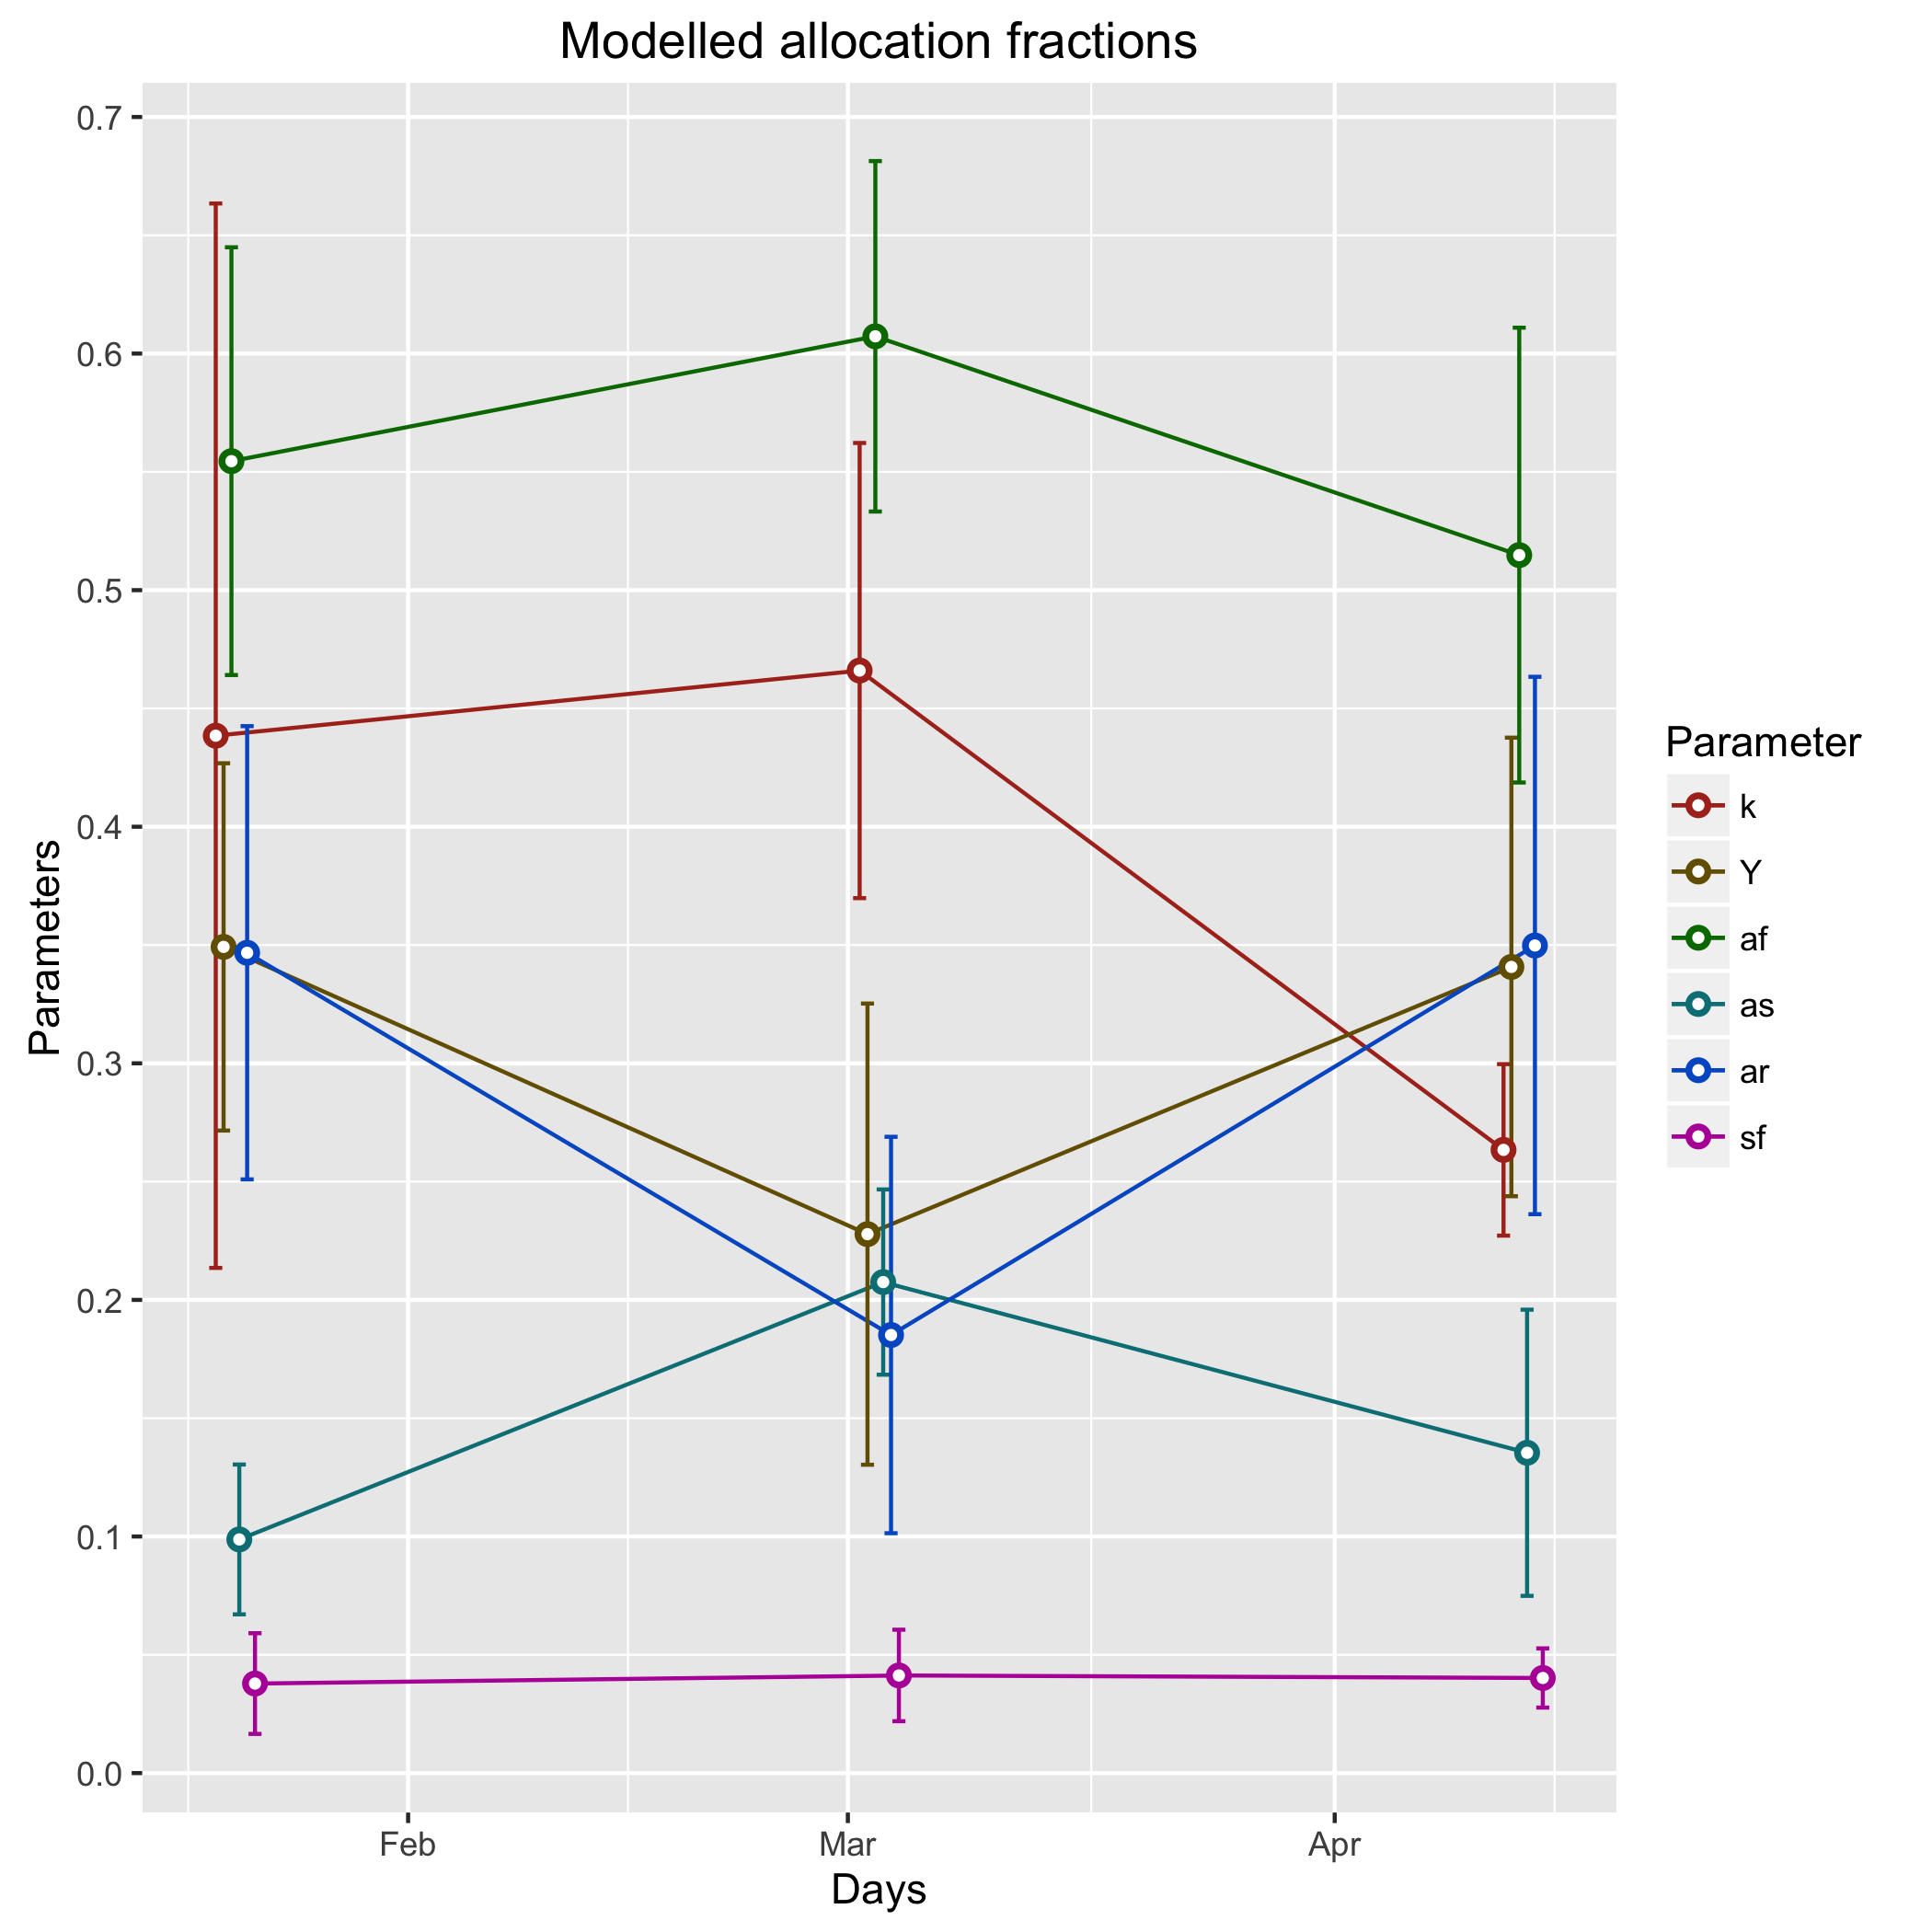 Modelled allocation fractions
0.7
0.6
0.5
0.4
0.3
0.2
0.1
0.0
Parameters
Feb Mar Apr
Days
Parameter
k
Y
af
as
ar
sf